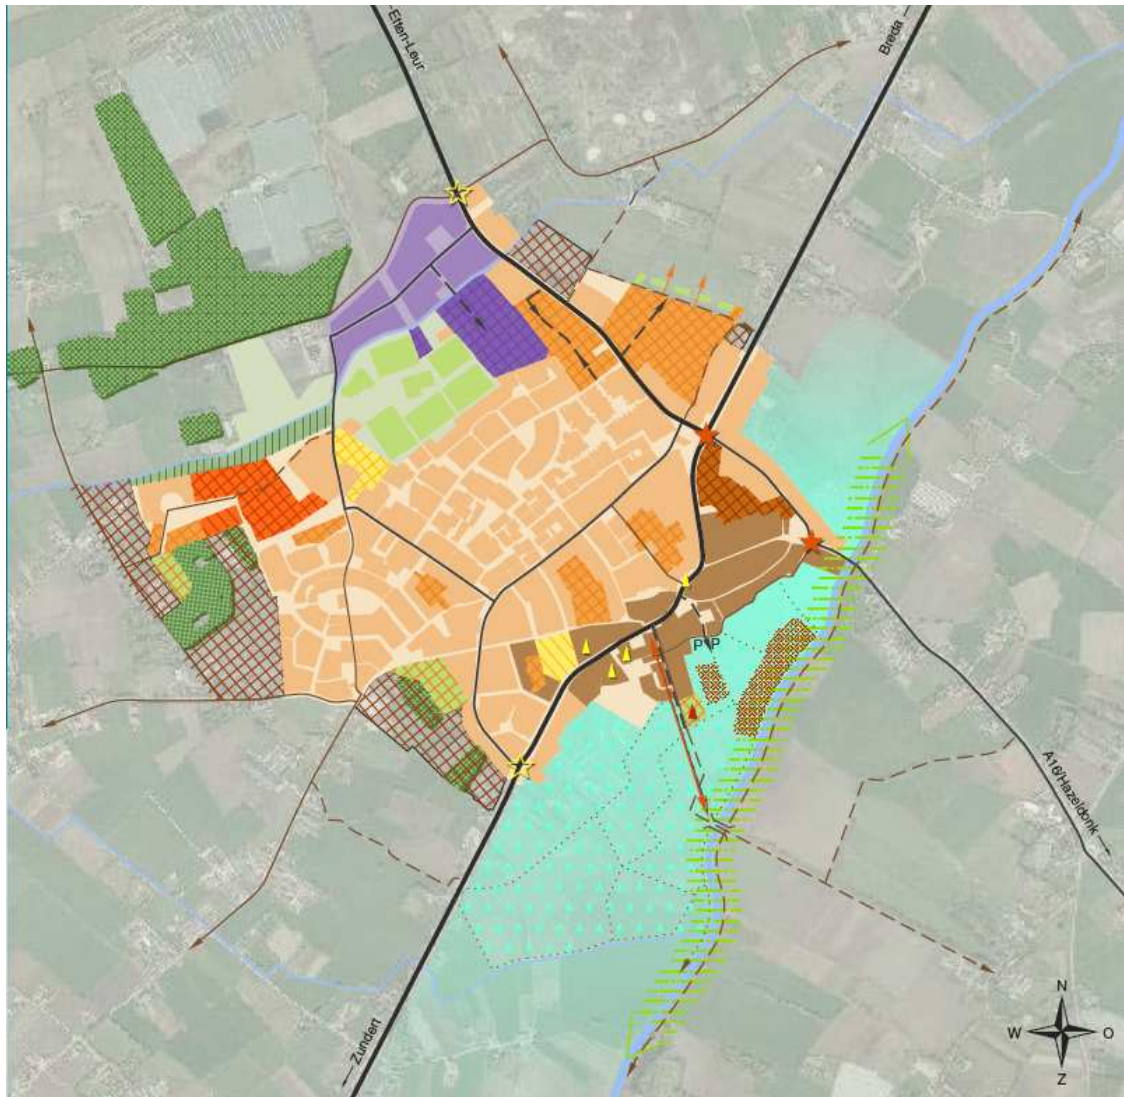 ←Etten-Leur
Breda→
P P
A16/Hazeldonk→
←Zundert
N
W O
Z